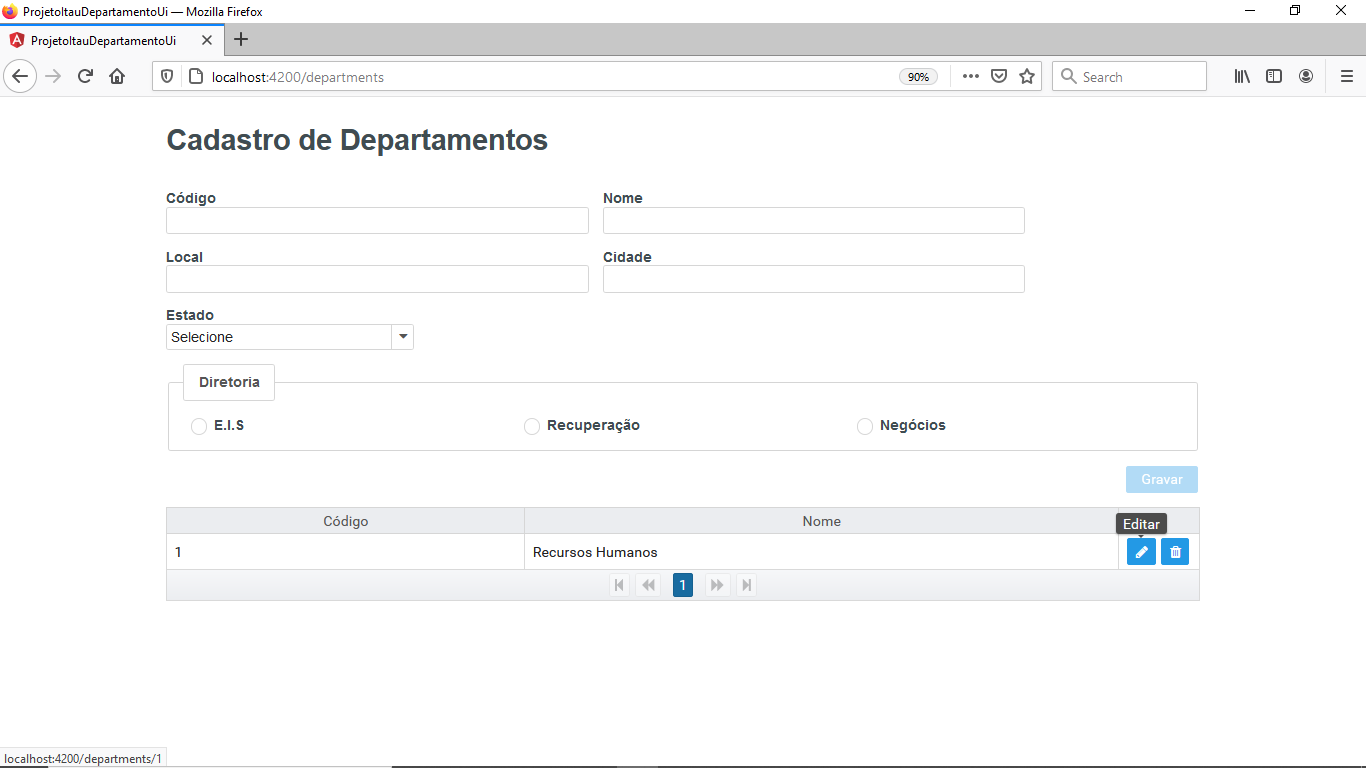 ProjetoItauDepartamentoUi — Mozilla Firefox
ProjetoItauDepartamentoUi
localhost:4200/departments 90% Search
Cadastro de Departamentos
Código Nome
Local Cidade
Estado
Selecione
Diretoria
E.I.S Recuperação Negócios
Gravar
Código Nome
Editar
1 Recursos Humanos
1
localhost:4200/departments/1